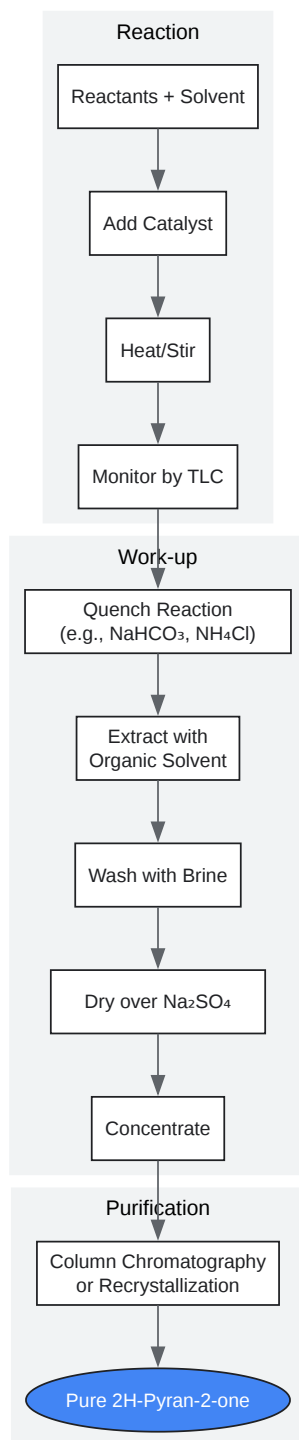 Reaction
Reactants + Solvent
Add Catalyst
Heat/Stir
Monitor by TLC
Work-up
Quench Reaction
(e.g., NaHCO₃, NH₄Cl)
Extract with
Organic Solvent
Wash with Brine
Dry over Na₂SO₄
Concentrate
Purification
Column Chromatography
or Recrystallization
Pure 2H-Pyran-2-one